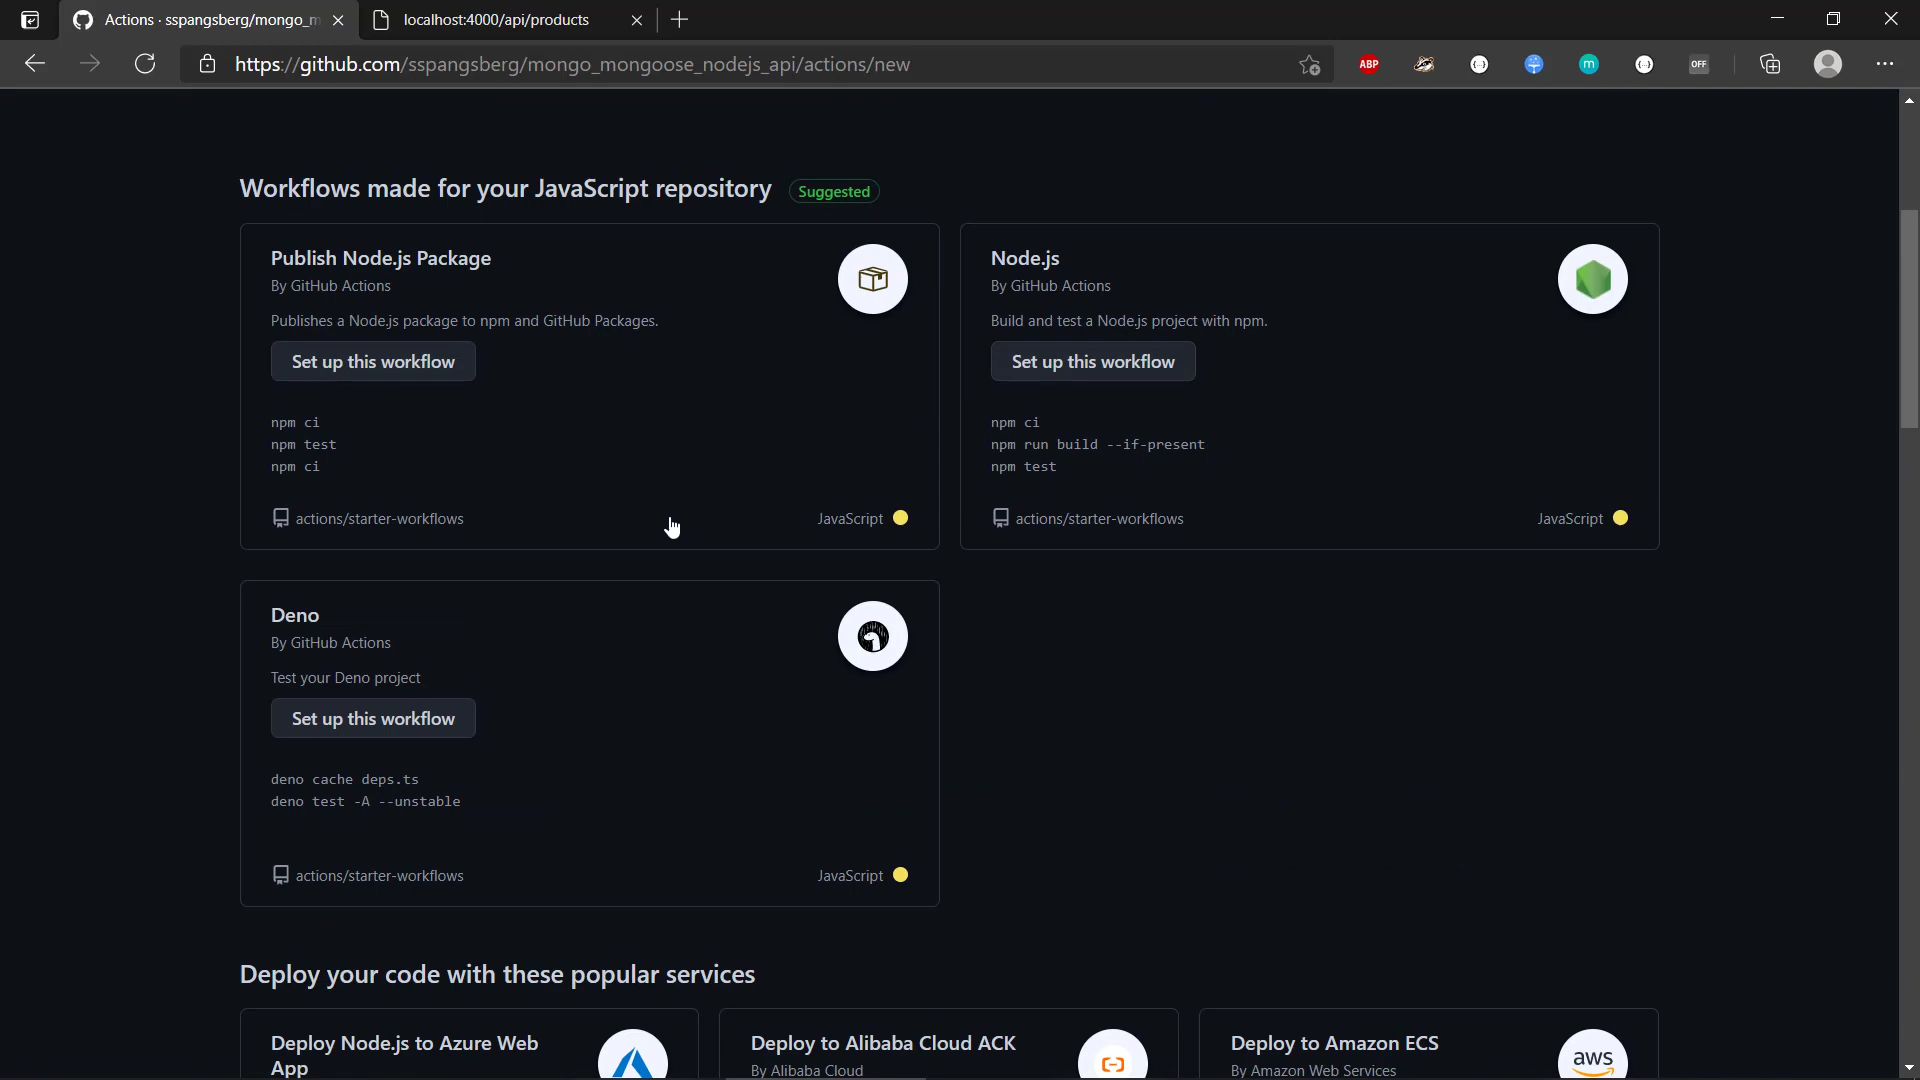 Actions · sspangsberg/mongo_m
localhost:4000/api/products
https://github.com/sspangsberg/mongo_mongoose_nodejs_api/actions/new
ABP
m
OFF
Workflows made for your JavaScript repository
Suggested
Publish Node.js Package
By GitHub Actions
Publishes a Node.js package to npm and GitHub Packages.
Set up this workflow
npm ci
npm test
npm ci
actions/starter-workflows
JavaScript
Node.js
By GitHub Actions
Build and test a Node.js project with npm.
Set up this workflow
npm ci
npm run build --if-present
npm test
actions/starter-workflows
JavaScript
Deno
By GitHub Actions
Test your Deno project
Set up this workflow
deno cache deps.ts
deno test -A --unstable
actions/starter-workflows
JavaScript
Deploy your code with these popular services
Deploy Node.js to Azure Web
App
Deploy to Alibaba Cloud ACK
By Alibaba Cloud
Deploy to Amazon ECS
By Amazon Web Services
aws